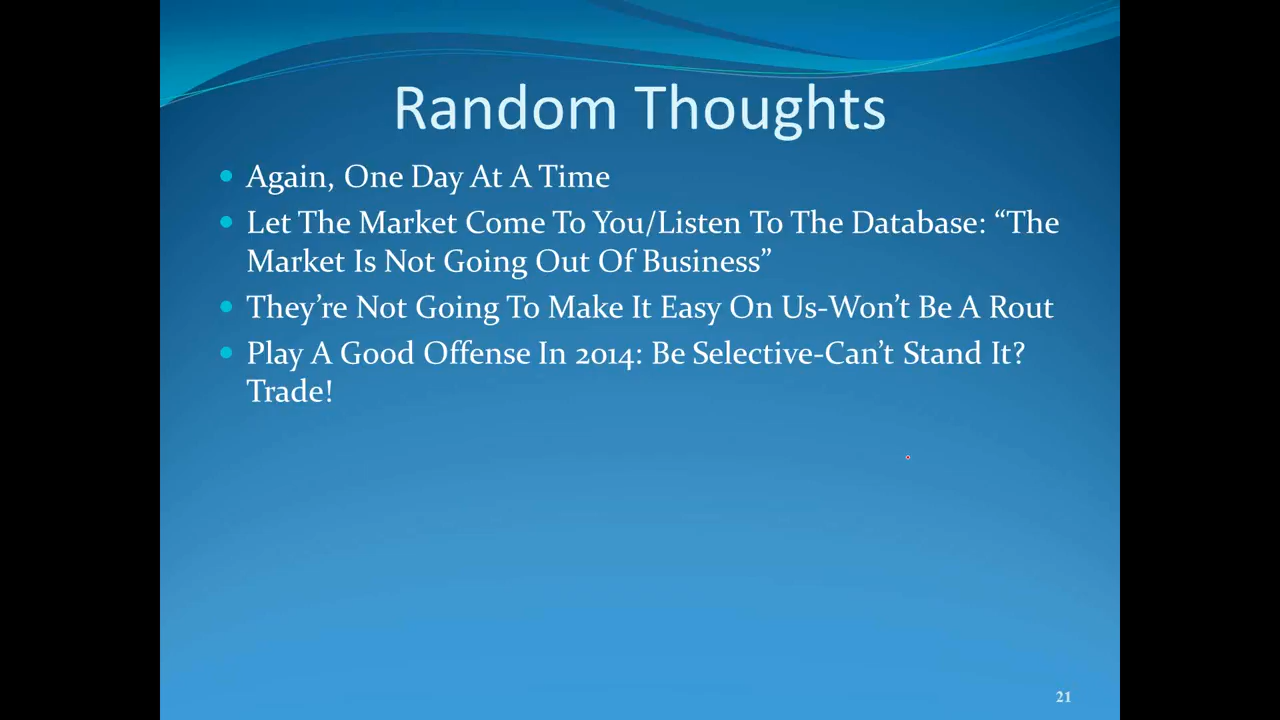 Random Thoughts
Again, One Day At A Time
Let The Market Come To You/Listen To The Database: “The
Market Is Not Going Out Of Business”
They’re Not Going To Make It Easy On Us-Won’t Be A Rout
Play A Good Offense In 2014: Be Selective-Can’t Stand It?
Trade!
21